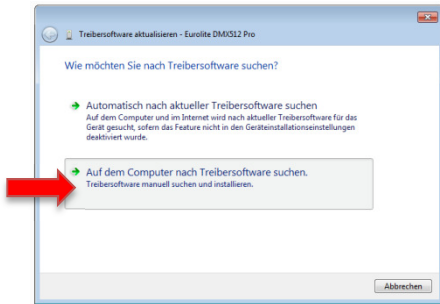 Treibersoftware aktualisieren - Eurolite DMX512 Pro
Wie möchten Sie nach Treibersoftware suchen?
Automatisch nach aktueller Treibersoftware suchen
Auf dem Computer und im Internet wird nach aktueller Treibersoftware für das
Gerät gesucht, sofern das Feature nicht in den Geräteinstallationseinstellungen
deaktiviert wurde.
Auf dem Computer nach Treibersoftware suchen.
Treibersoftware manuell suchen und installieren.
Abbrechen